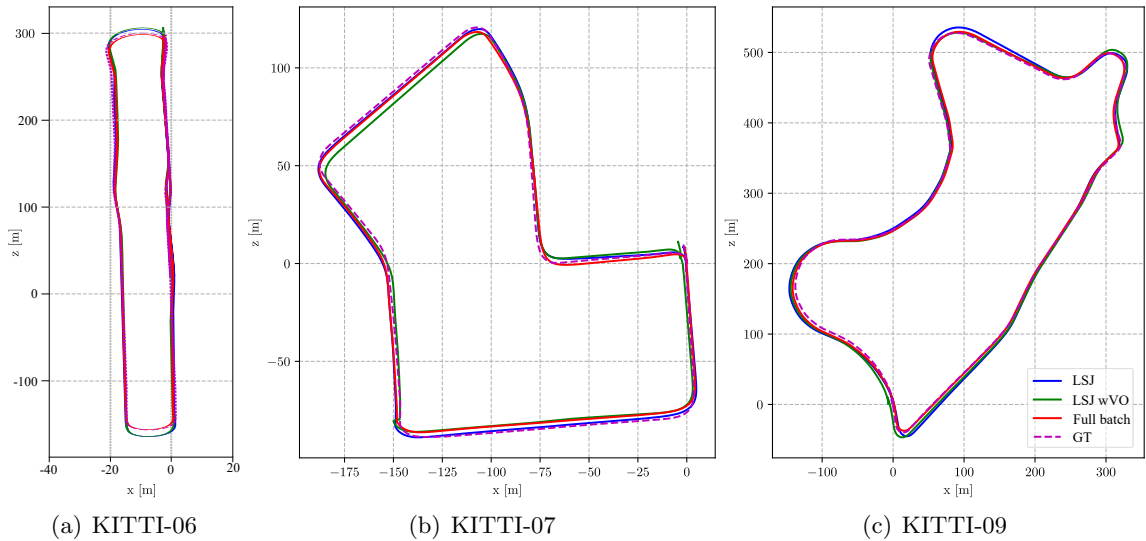 300
200
100
0
-100
z [m]
-40
-20
0
20
x [m]
(a) KITTI-06
100
50
0
−50
z [m]
−175
−150
−125
−100
−75
−50
−25
0
x [m]
(b) KITTI-07
500
400
300
200
100
0
z [m]
−100
0
100
200
300
x [m]
LSJ
LSJ wVO
Full batch
GT
(c) KITTI-09